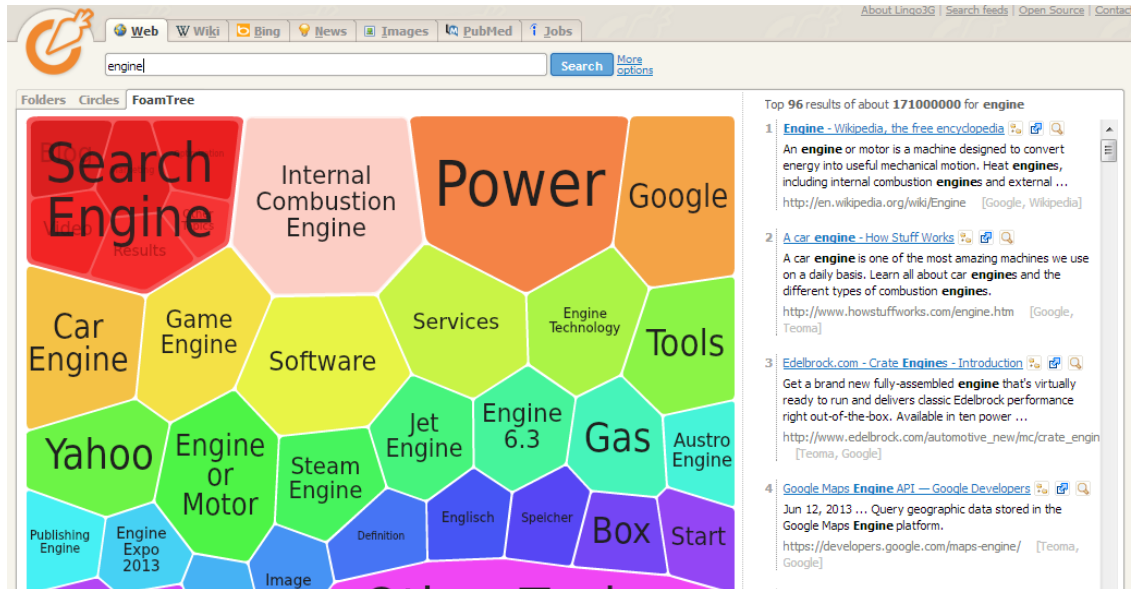 About Lingo3G | Search feeds | Open Source | Contact
Web Wiki Bing News Images PubMed Jobs
engine
Search
More
options
Folders Circles FoamTree
Search
Engine
Blog
Video
Results
Other
Topics
Internal
Combustion
Engine
Power
Google
Car
Engine
Game
Engine
Software
Services
Engine
Technology
Tools
Yahoo
Engine
or
Motor
Steam
Engine
Jet
Engine
Engine
6.3
Gas
Austro
Engine
Publishing
Engine
Engine
Expo
2013
Image
Definition
Englisch
Speicher
Box
Start
Top 96 results of about 171000000 for engine
1 Engine - Wikipedia, the free encyclopedia
An engine or motor is a machine designed to convert
energy into useful mechanical motion. Heat engines,
including internal combustion engines and external ...
http://en.wikipedia.org/wiki/Engine [Google, Wikipedia]
2 A car engine - How Stuff Works
A car engine is one of the most amazing machines we use
on a daily basis. Learn all about car engines and the
different types of combustion engines.
http://www.howstuffworks.com/engine.htm [Google,
Teoma]
3 Edelbrock.com - Crate Engines - Introduction
Get a brand new fully-assembled engine that's virtually
ready to run and delivers classic Edelbrock performance
right out-of-the-box. Available in ten power ...
http://www.edelbrock.com/automotive_new/mc/crate_engin
[Teoma, Google]
4 Google Maps Engine API — Google Developers
Jun 12, 2013 ... Query geographic data stored in the
Google Maps Engine platform.
https://developers.google.com/maps-engine/ [Teoma,
Google]